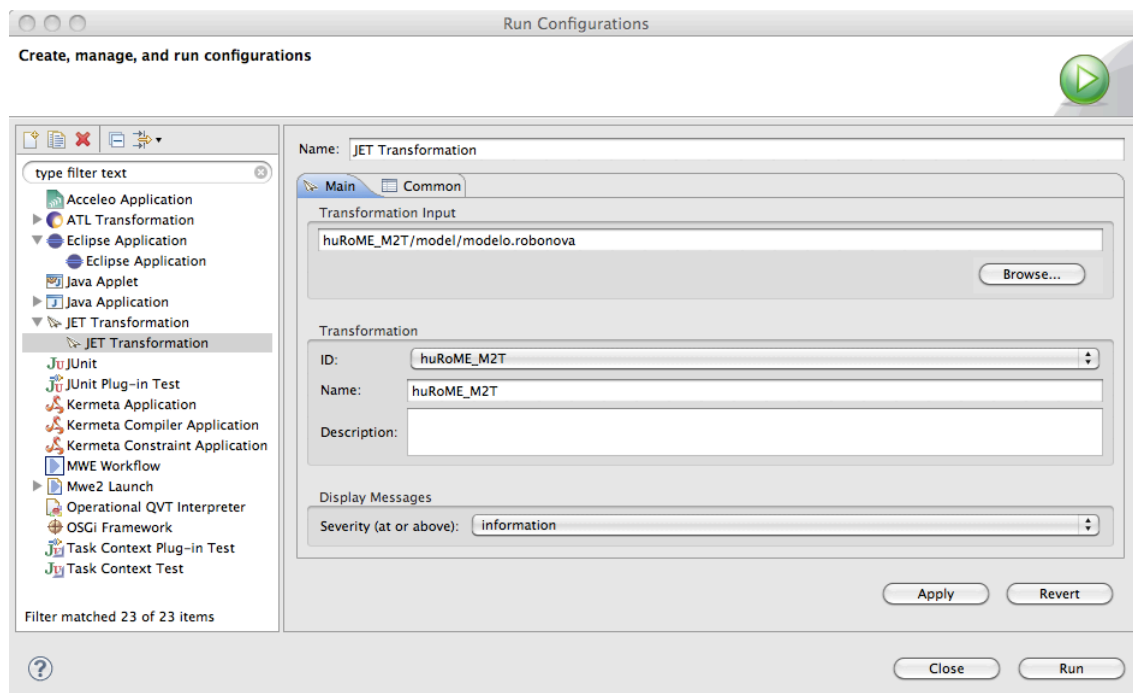 Run Configurations
Create, manage, and run configurations
type filter text
Acceleo Application
ATL Transformation
Eclipse Application
Eclipse Application
Java Applet
Java Application
JET Transformation
JET Transformation
JUnit
JUnit Plug-in Test
Kermeta Application
Kermeta Compiler Application
Kermeta Constraint Application
MWE Workflow
Mwe2 Launch
Operational QVT Interpreter
OSGi Framework
Task Context Plug-in Test
Task Context Test
Filter matched 23 of 23 items
Name: JET Transformation
Main Common
Transformation Input
huRoME_M2T/model/modelo.robonova
Browse...
Transformation
ID: huRoME_M2T
Name: huRoME_M2T
Description:
Display Messages
Severity (at or above): information
Apply Revert
Close Run